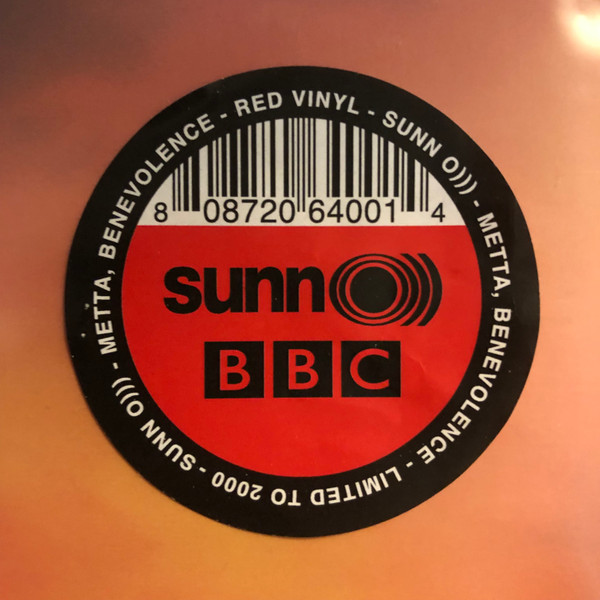 RED VINYL - SUNN O))) - METTA, BENEVOLENCE - LIMITED TO 2000 - SUNN O))) - METTA, BENEVOLENCE -
8 08720 64001 4
sunn O)))
BBC